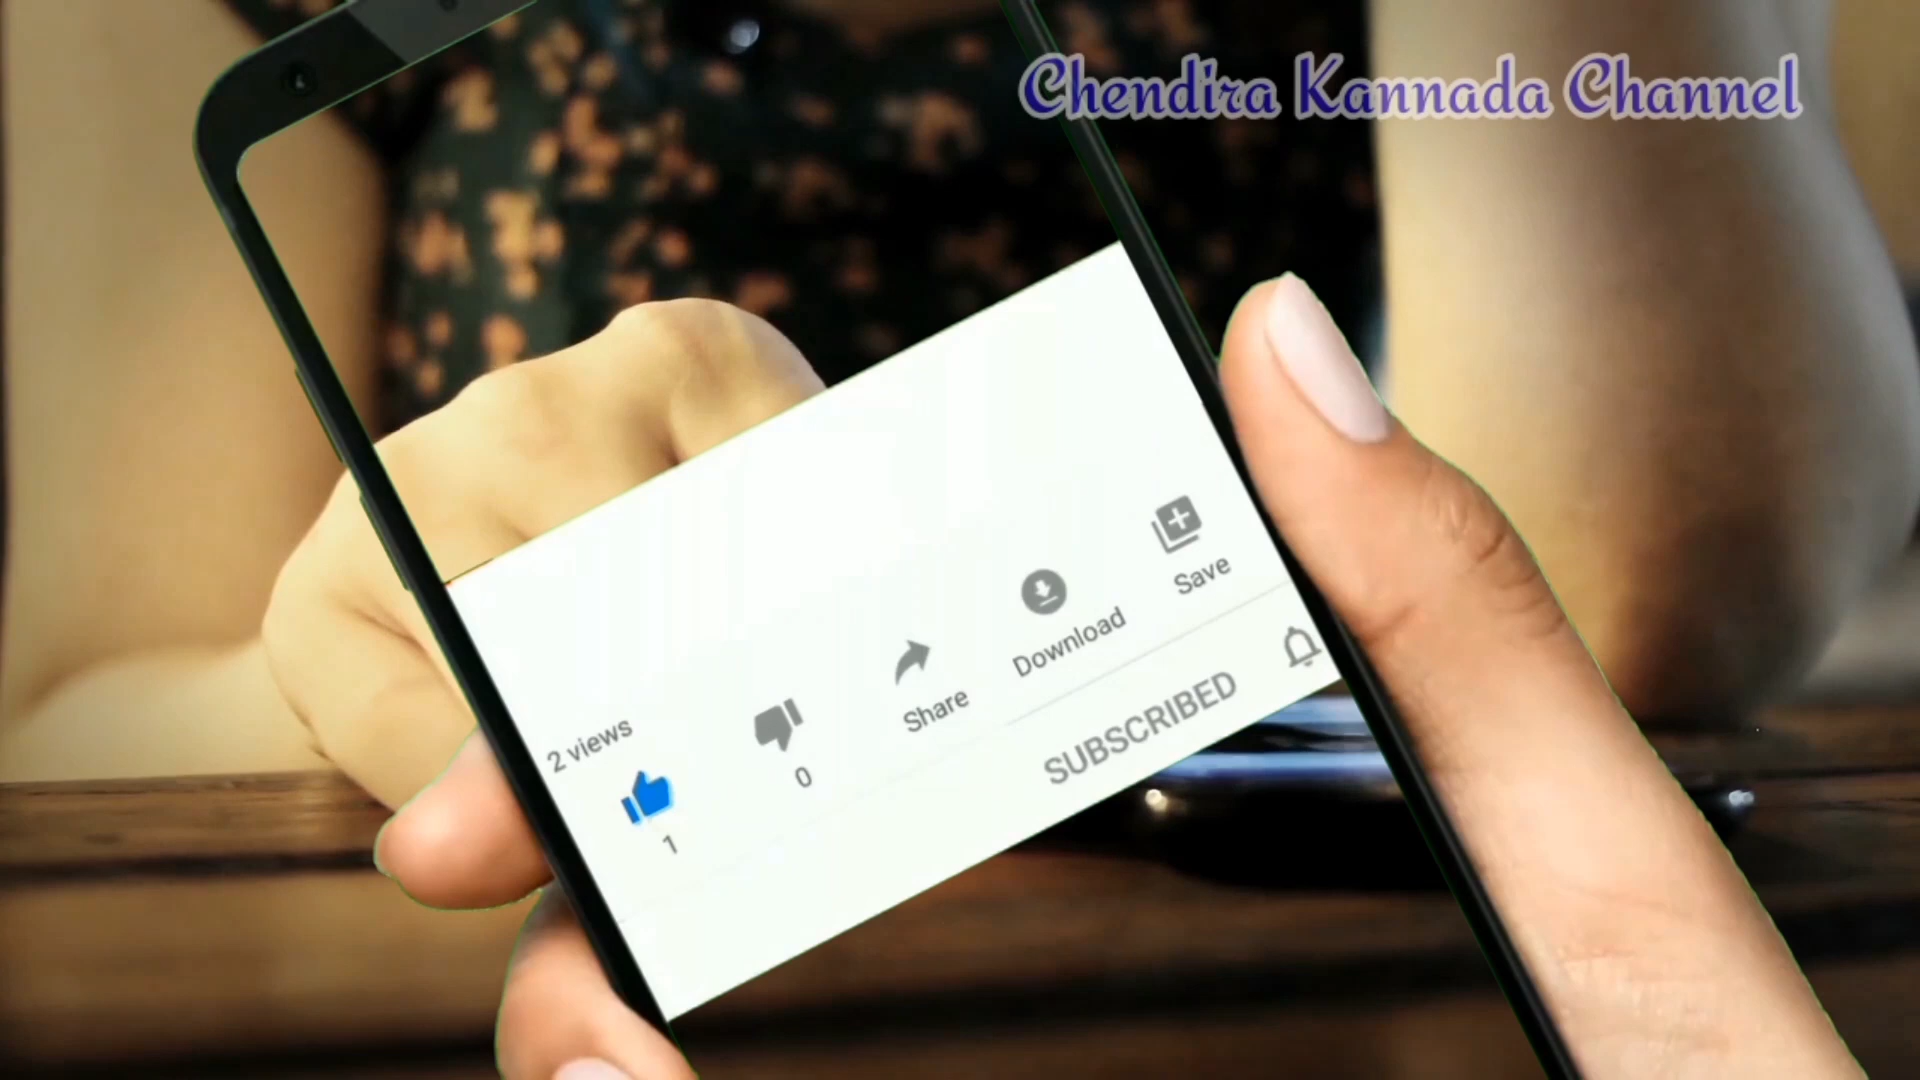 Chendira Kannada Channel
2 views
1
0
Share
Download
Save
SUBSCRIBED